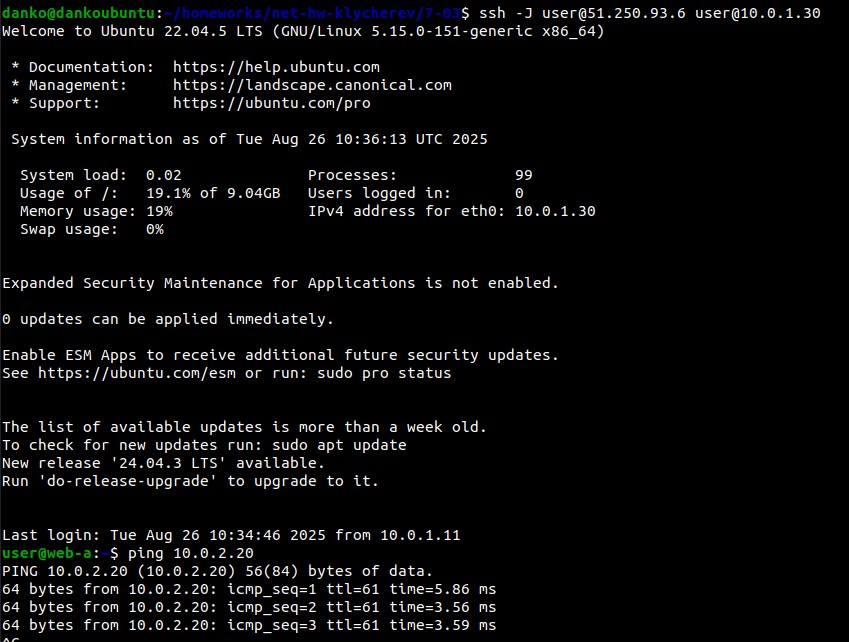 danko@dankoubuntu:~/homeworks/net-hw-klycherev/7-03$ ssh -J user@51.250.93.6 user@10.0.1.30
Welcome to Ubuntu 22.04.5 LTS (GNU/Linux 5.15.0-151-generic x86_64)
* Documentation:  https://help.ubuntu.com
* Management:     https://landscape.canonical.com
* Support:        https://ubuntu.com/pro
System information as of Tue Aug 26 10:36:13 UTC 2025
System load:  0.02              Processes:             99
Usage of /:   19.1% of 9.04GB   Users logged in:       0
Memory usage: 19%               IPv4 address for eth0: 10.0.1.30
Swap usage:   0%
Expanded Security Maintenance for Applications is not enabled.
0 updates can be applied immediately.
Enable ESM Apps to receive additional future security updates.
See https://ubuntu.com/esm or run: sudo pro status
The list of available updates is more than a week old.
To check for new updates run: sudo apt update
New release '24.04.3 LTS' available.
Run 'do-release-upgrade' to upgrade to it.
Last login: Tue Aug 26 10:34:46 2025 from 10.0.1.11
user@web-a:~$ ping 10.0.2.20
PING 10.0.2.20 (10.0.2.20) 56(84) bytes of data.
64 bytes from 10.0.2.20: icmp_seq=1 ttl=61 time=5.86 ms
64 bytes from 10.0.2.20: icmp_seq=2 ttl=61 time=3.56 ms
64 bytes from 10.0.2.20: icmp_seq=3 ttl=61 time=3.59 ms